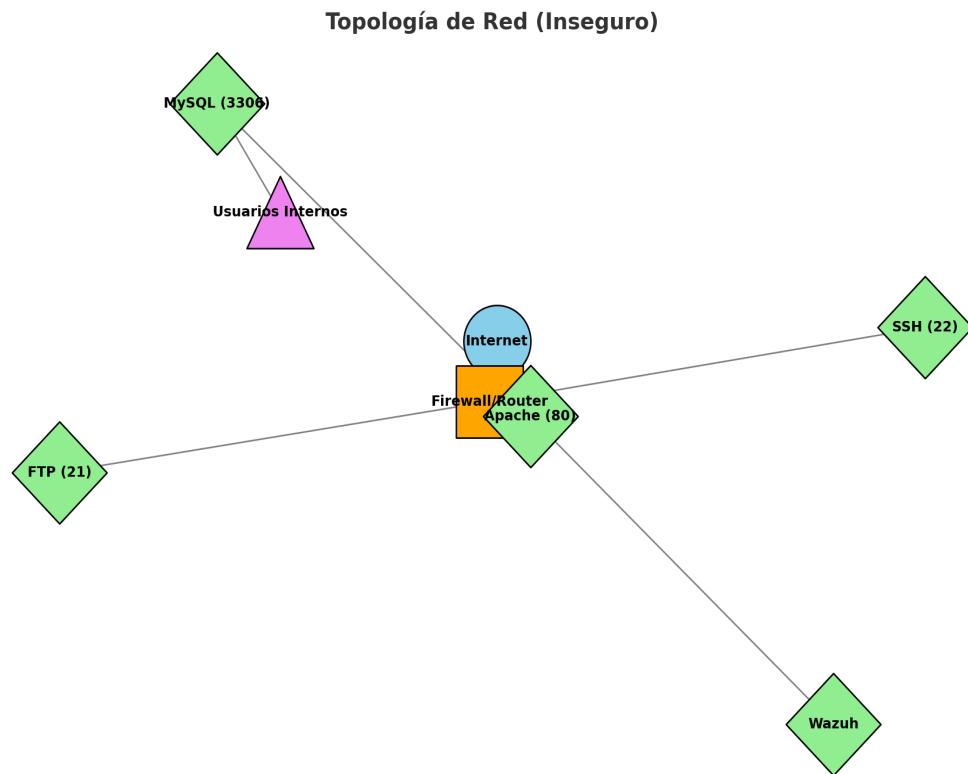 Topología de Red (Inseguro)
MySQL (3306)
Usuarios Internos
Internet
SSH (22)
Firewall/Router
Apache (80)
FTP (21)
Wazuh